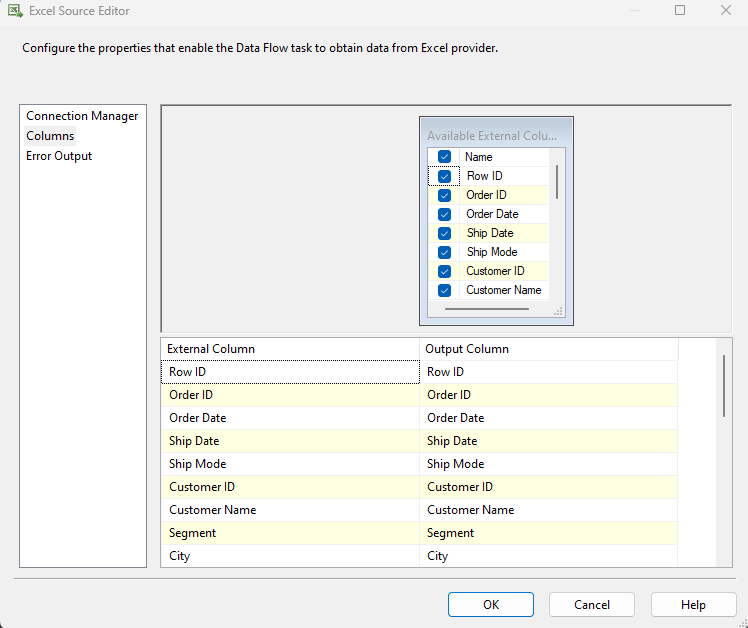 Excel Source Editor
Configure the properties that enable the Data Flow task to obtain data from Excel provider.
Connection Manager
Columns
Error Output
Available External Colu...
Name
Row ID
Order ID
Order Date
Ship Date
Ship Mode
Customer ID
Customer Name
External Column Output Column
Row ID Row ID
Order ID Order ID
Order Date Order Date
Ship Date Ship Date
Ship Mode Ship Mode
Customer ID Customer ID
Customer Name Customer Name
Segment Segment
City City
OK Cancel Help